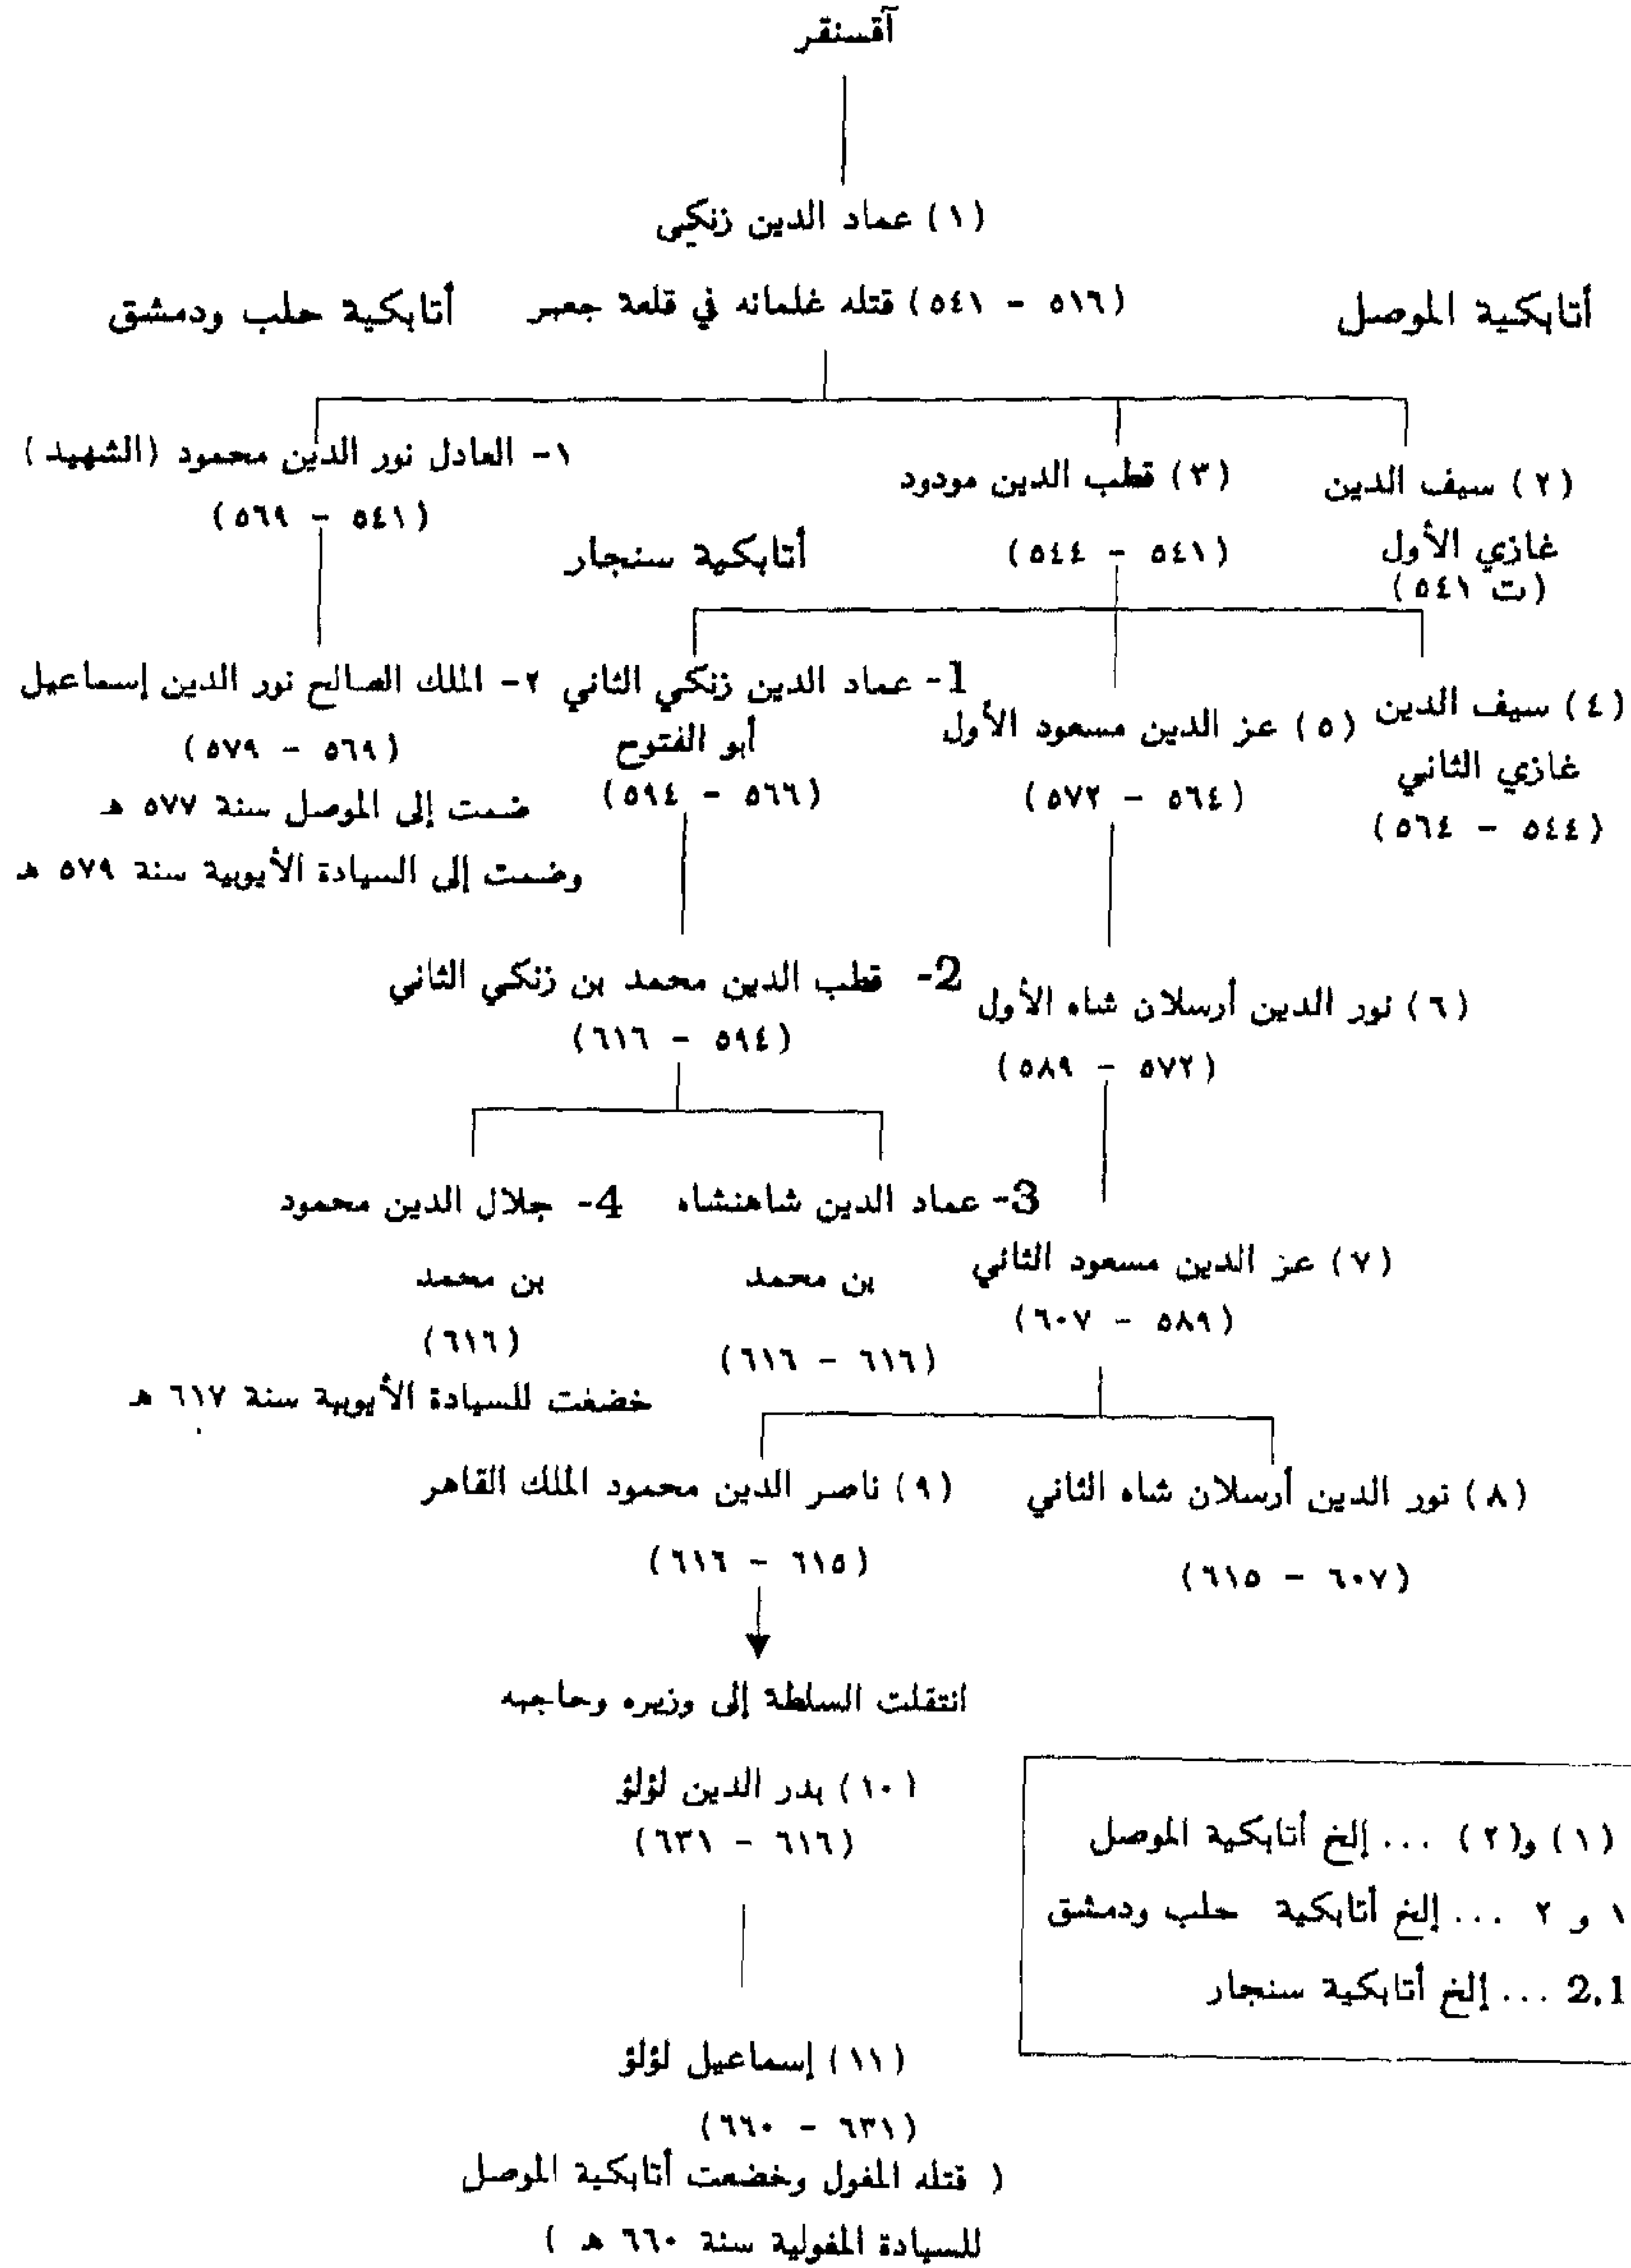 آقسنقر
(١) عماد الدين زنكي
أتابكية الموصل
(٥١٦ - ٥٤١) قتله غلمانه في قلعة جعبر
أتابكية حلب ودمشق
(٢) سيف الدين
غازي الأول
(ت ٥٤١)
(٣) قطب الدين مودود
(٥٤١ - ٥٤٤)
١- العادل نور الدين محمود (الشهيد)
(٥٤١ - ٥٦٩)
أتابكية سنجار
(٤) سيف الدين
غازي الثاني
(٥٤٤ - ٥٦٤)
(٥) عز الدين مسعود الأول
(٥٦٤ - ٥٧٢)
1- عماد الدين زنكي الثاني
أبو الفتوح
(٥٦٦ - ٥٩٤)
٢- الملك الصالح نور الدين إسماعيل
(٥٦٩ - ٥٧٩)
ضمت إلى الموصل سنة ٥٧٧ هـ
وضمت إلى السيادة الأيوبية سنة ٥٧٩ هـ
(٦) نور الدين أرسلان شاه الأول
(٥٧٢ - ٥٨٩)
2- قطب الدين محمد بن زنكي الثاني
(٥٩٤ - ٦١٦)
3- عماد الدين شاهنشاه
بن محمد
(٦١٦ - ٦١٦)
4- جلال الدين محمود
بن محمد
(٦١٦)
خضعت للسيادة الأيوبية سنة ٦١٧ هـ
(٧) عز الدين مسعود الثاني
(٥٨٩ - ٦٠٧)
(٨) نور الدين أرسلان شاه الثاني
(٦٠٧ - ٦١٥)
(٩) ناصر الدين محمود الملك القاهر
(٦١٥ - ٦١٦)
انتقلت السلطة إلى وزيره وحاجبه
(١٠) بدر الدين لؤلؤ
(٦١٦ - ٦٣١)
(١١) إسماعيل لؤلؤ
(٦٣١ - ٦٦٠)
( قتله المغول وخضعت أتابكية الموصل
للسيادة المغولية سنة ٦٦٠ هـ )
(١) و(٢) ... إلخ أتابكية الموصل
١ و ٢ ... إلخ أتابكية حلب ودمشق
2,1 ... إلخ أتابكية سنجار